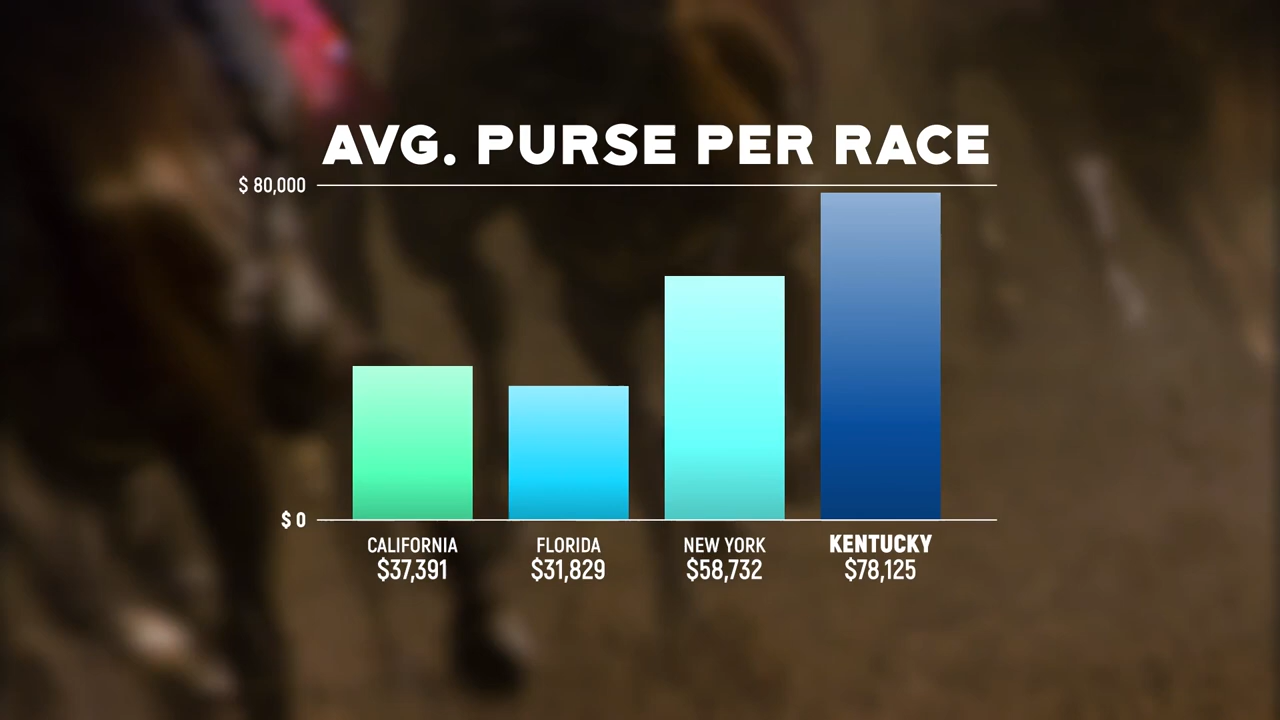 AVG. PURSE PER RACE
$ 80,000
$ 0
CALIFORNIA FLORIDA NEW YORK KENTUCKY
$37,391 $31,829 $58,732 $78,125